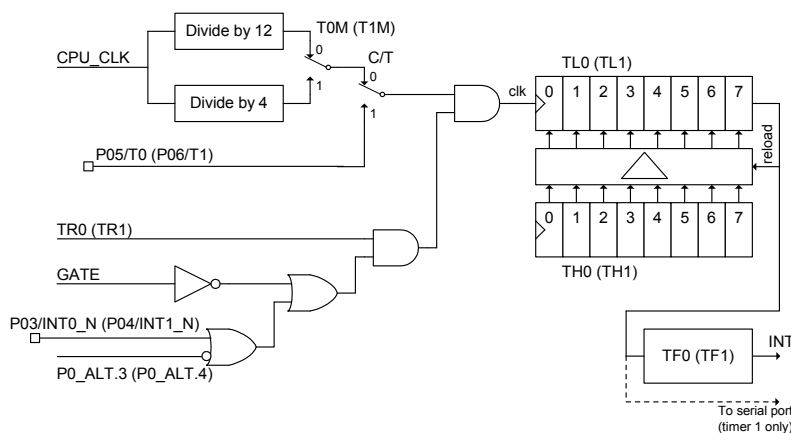 T0M (T1M)
Divide by 12
CPU_CLK
0
C/T
1
0
Divide by 4
1
P05/T0 (P06/T1)
TL0 (TL1)
clk
0 1 2 3 4 5 6 7
reload
0 1 2 3 4 5 6 7
TH0 (TH1)
TR0 (TR1)
GATE
P03/INT0_N (P04/INT1_N)
P0_ALT.3 (P0_ALT.4)
TF0 (TF1)
INT
To serial port
(timer 1 only)